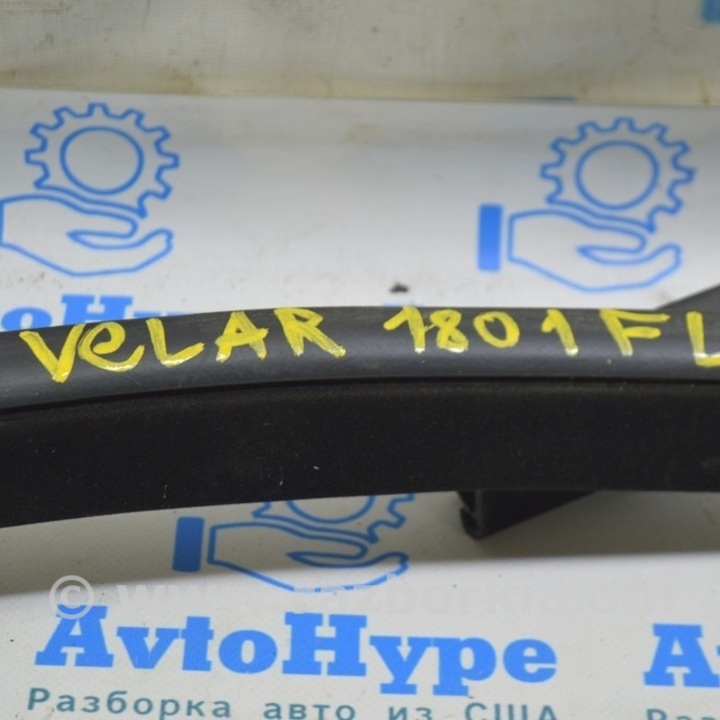 VeLAR 1801 FL
AvtoHype
Разборка авто из США